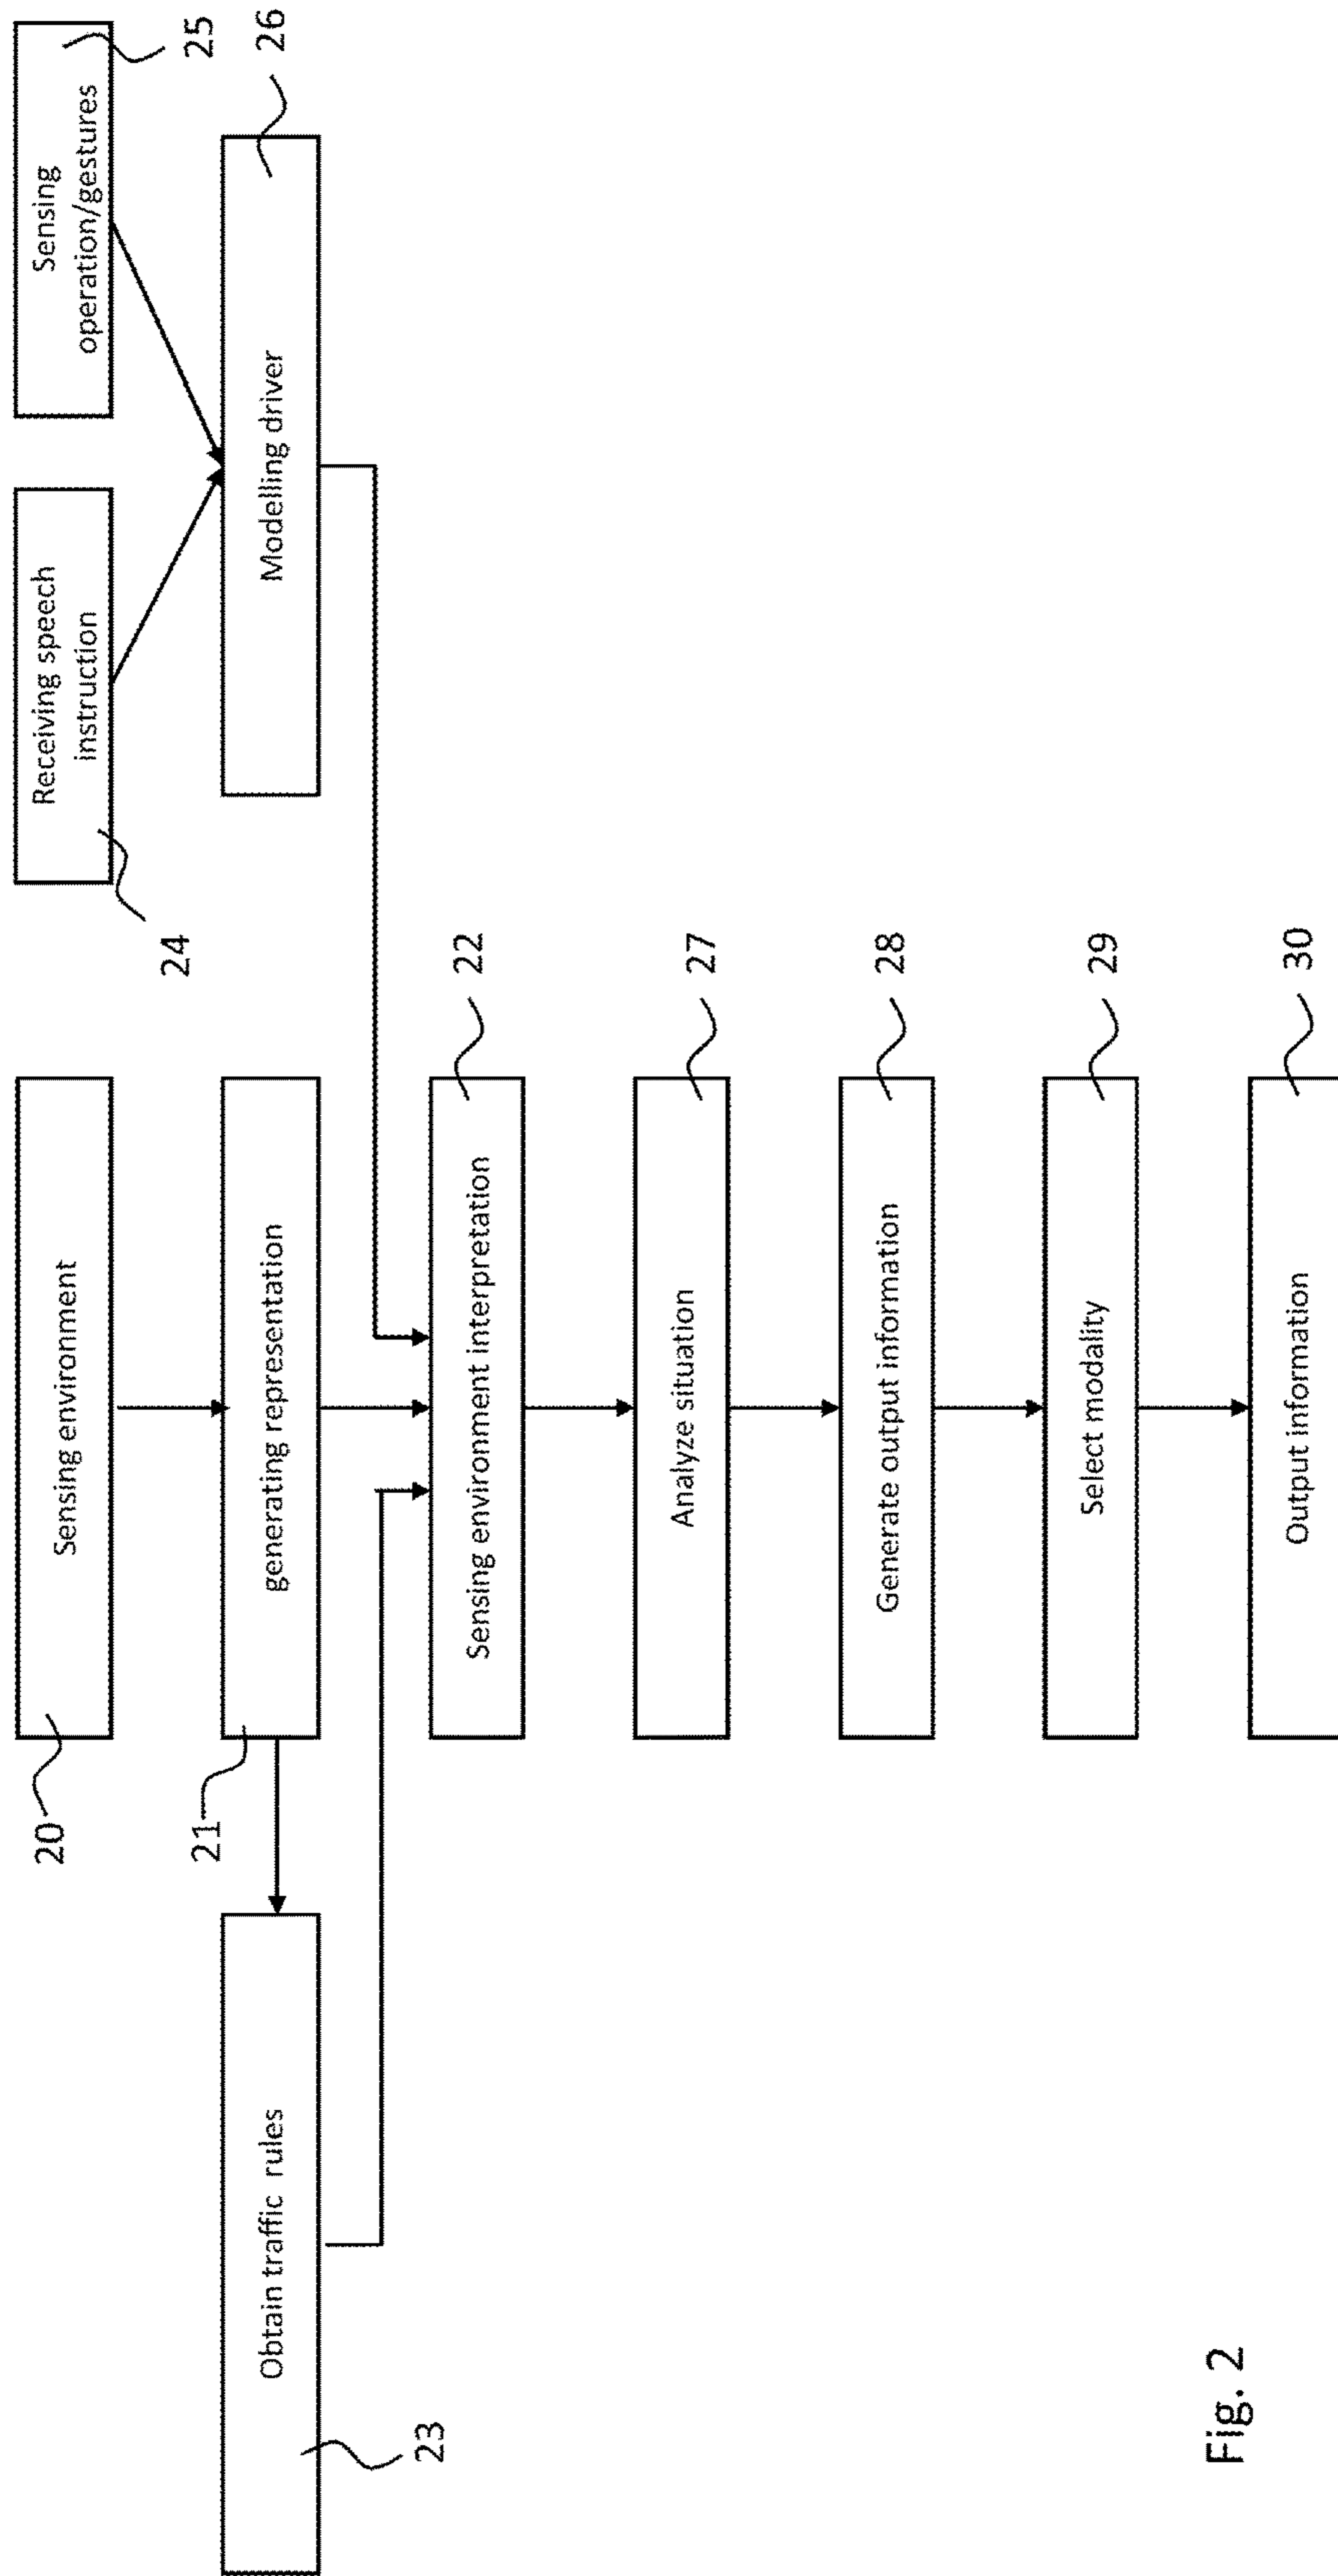 20
Sensing environment
24
Receiving speech
instruction
Sensing
operation/gestures
25
23
Obtain traffic rules
21
generating representation
Modelling driver
26
Sensing environment interpretation
22
Analyze situation
27
Generate output information
28
Select modality
29
Output information
30
Fig. 2